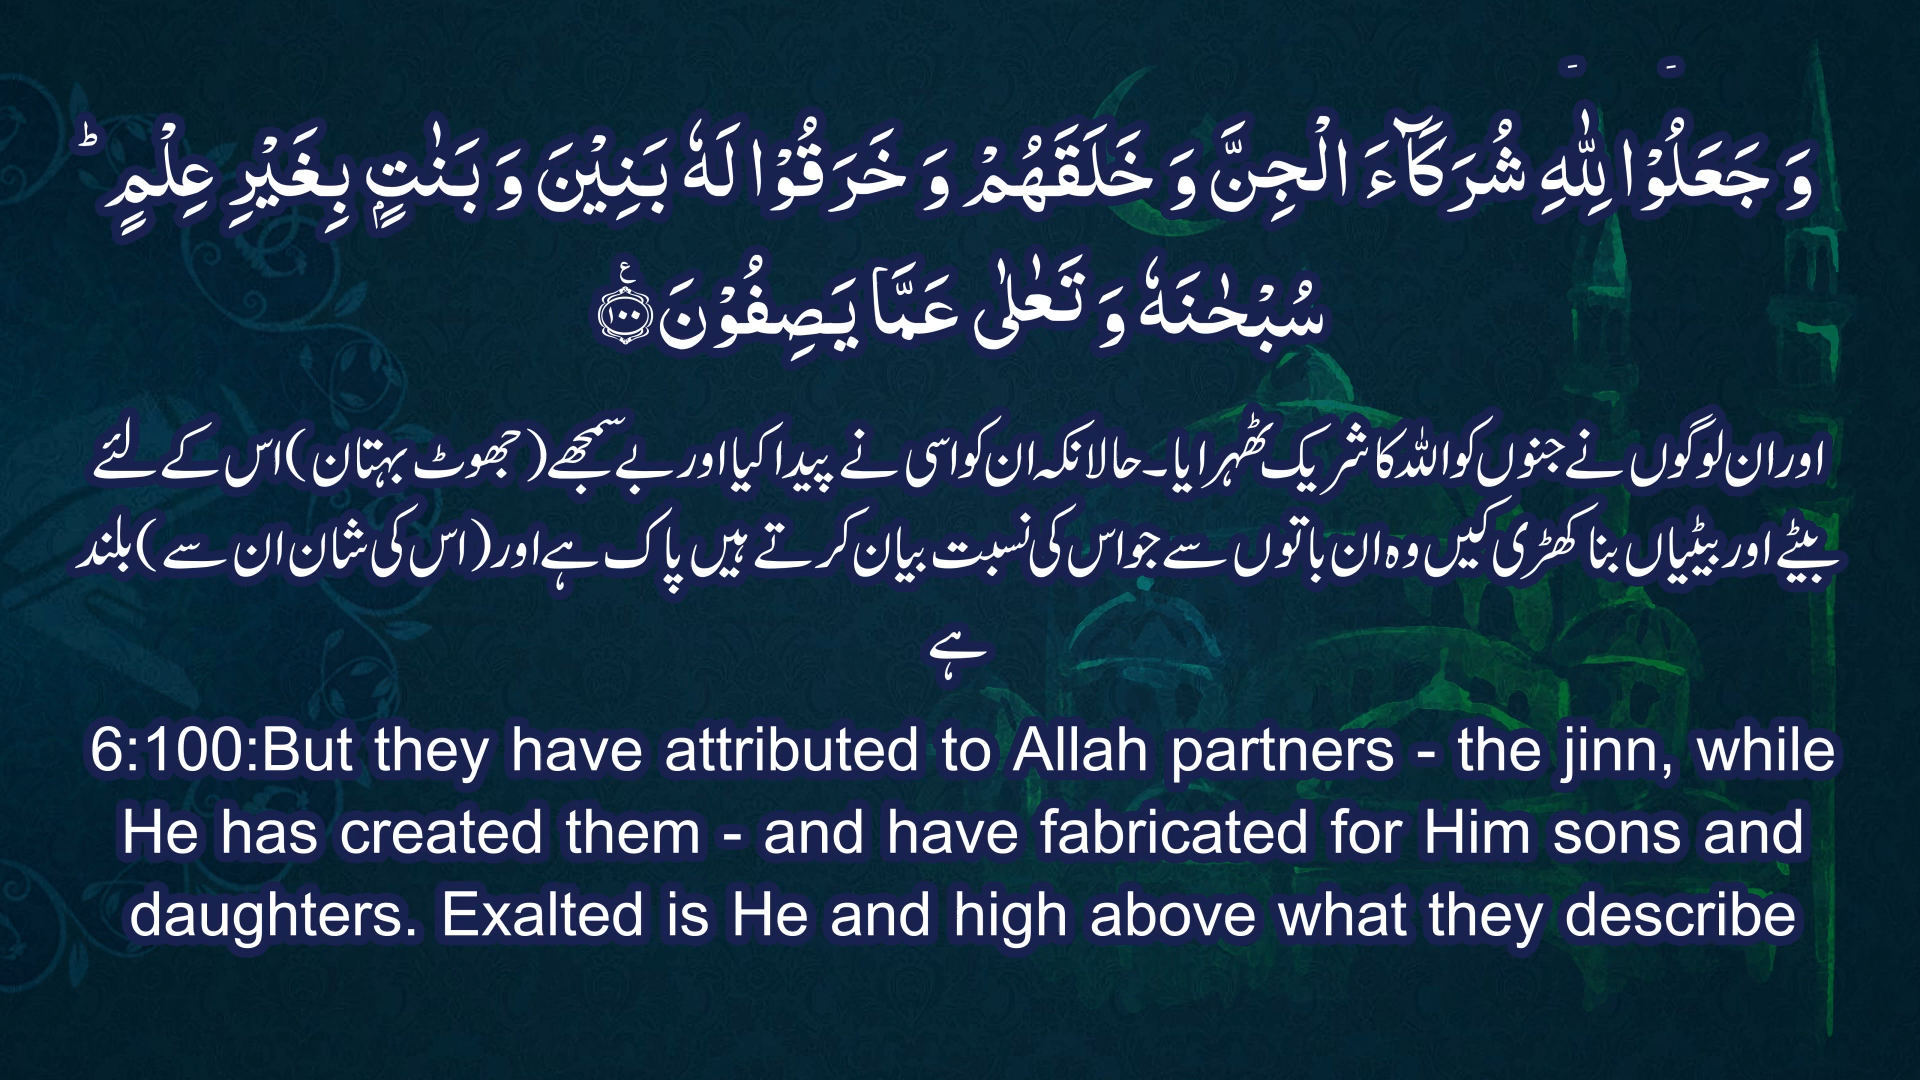 وَ جَعَلُوْا لِلّٰهِ شُرَكَآءَ الْجِنَّ وَ خَلَقَهُمْ وَ خَرَقُوْا لَهٗ بَنِیْنَ وَ بَنٰتٍۭ بِغَیْرِ عِلْمٍ ؕ
سُبْحٰنَهٗ وَ تَعٰلٰى عَمَّا یَصِفُوْنَ ۠﴿۱۰۰﴾
اور ان لوگوں نے جنوں کو اللہ کا شریک ٹھہرایا۔ حالانکہ ان کو اسی نے پیدا کیا اور بے سمجھے (جھوٹ بہتان) اس کے لئے
بیٹے اور بیٹیاں بنا کھڑی کیں وہ ان باتوں سے جو اس کی نسبت بیان کرتے ہیں پاک ہے اور (اس کی شان ان سے) بلند
ہے
6:100:But they have attributed to Allah partners - the jinn, while
He has created them - and have fabricated for Him sons and
daughters. Exalted is He and high above what they describe